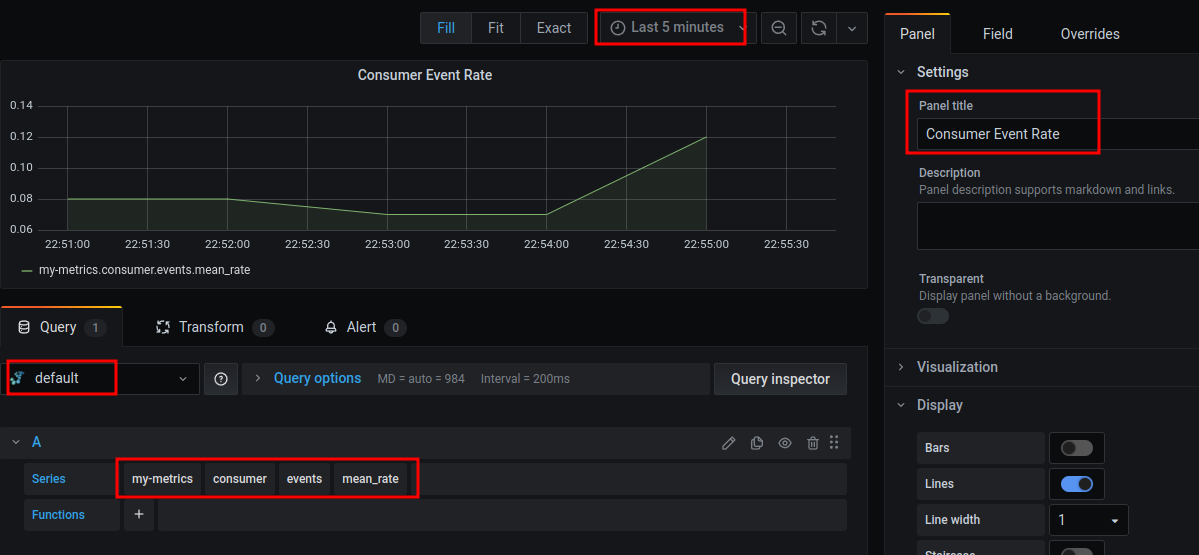 Fill Fit Exact Last 5 minutes
Consumer Event Rate
0.14
0.12
0.10
0.08
0.06
22:51:00 22:51:30 22:52:00 22:52:30 22:53:00 22:53:30 22:54:00 22:54:30 22:55:00 22:55:30
my-metrics.consumer.events.mean_rate
Query 1 Transform 0 Alert 0
default Query options MD = auto = 984 Interval = 200ms Query inspector
A
Series my-metrics consumer events mean_rate
Functions +
Panel Field Overrides
Settings
Panel title
Consumer Event Rate
Description
Panel description supports markdown and links.
Transparent
Display panel without a background.
Visualization
Display
Bars
Lines
Line width 1
Staircase